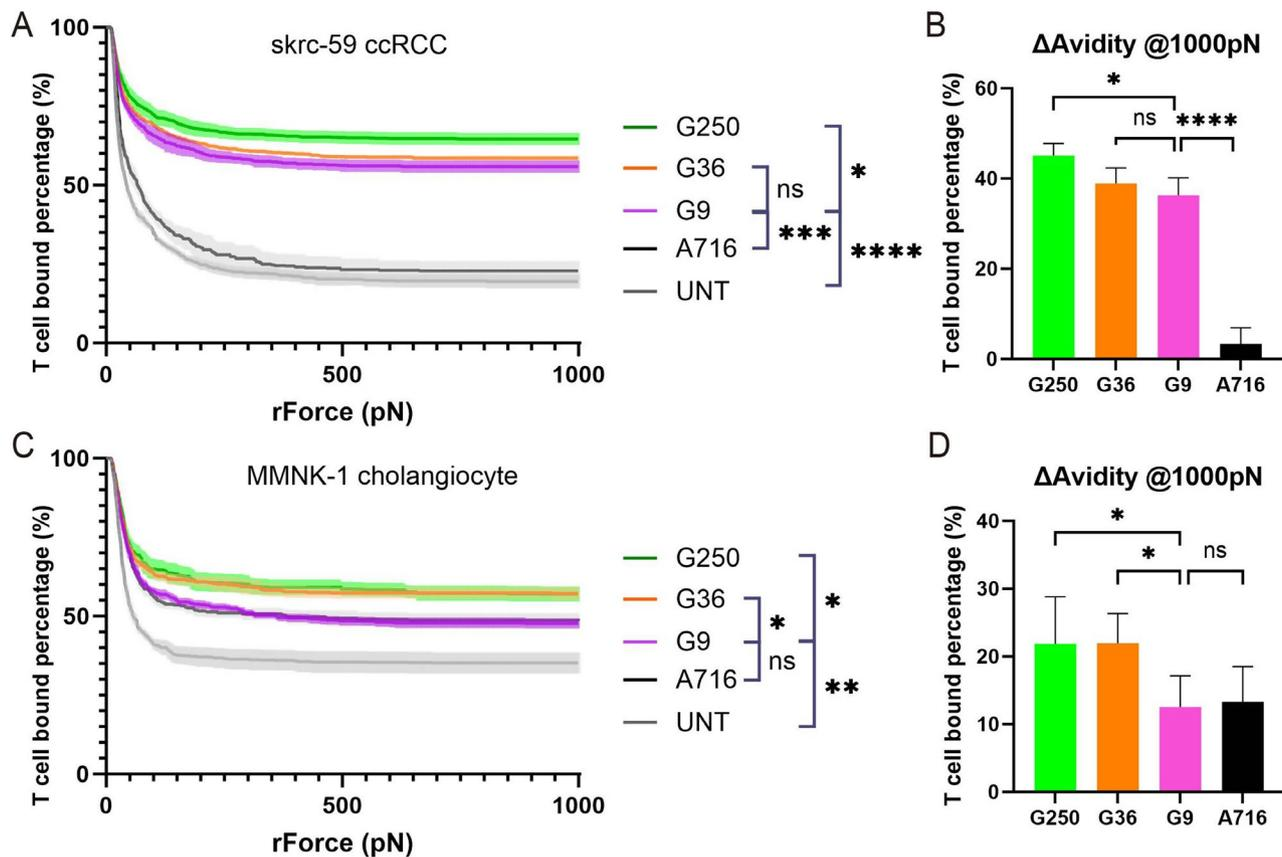 A
skrc-59 ccRCC
T cell bound percentage (%)
100
50
0
0
500
1000
rForce (pN)
G250
G36
G9
A716
UNT
ns
***
*
****
B
ΔAvidity @1000pN
T cell bound percentage (%)
60
40
20
0
*
ns
****
G250
G36
G9
A716
C
MMNK-1 cholangiocyte
T cell bound percentage (%)
100
50
0
0
500
1000
rForce (pN)
G250
G36
G9
A716
UNT
*
ns
*
**
D
ΔAvidity @1000pN
T cell bound percentage (%)
40
30
20
10
0
*
*
ns
G250
G36
G9
A716